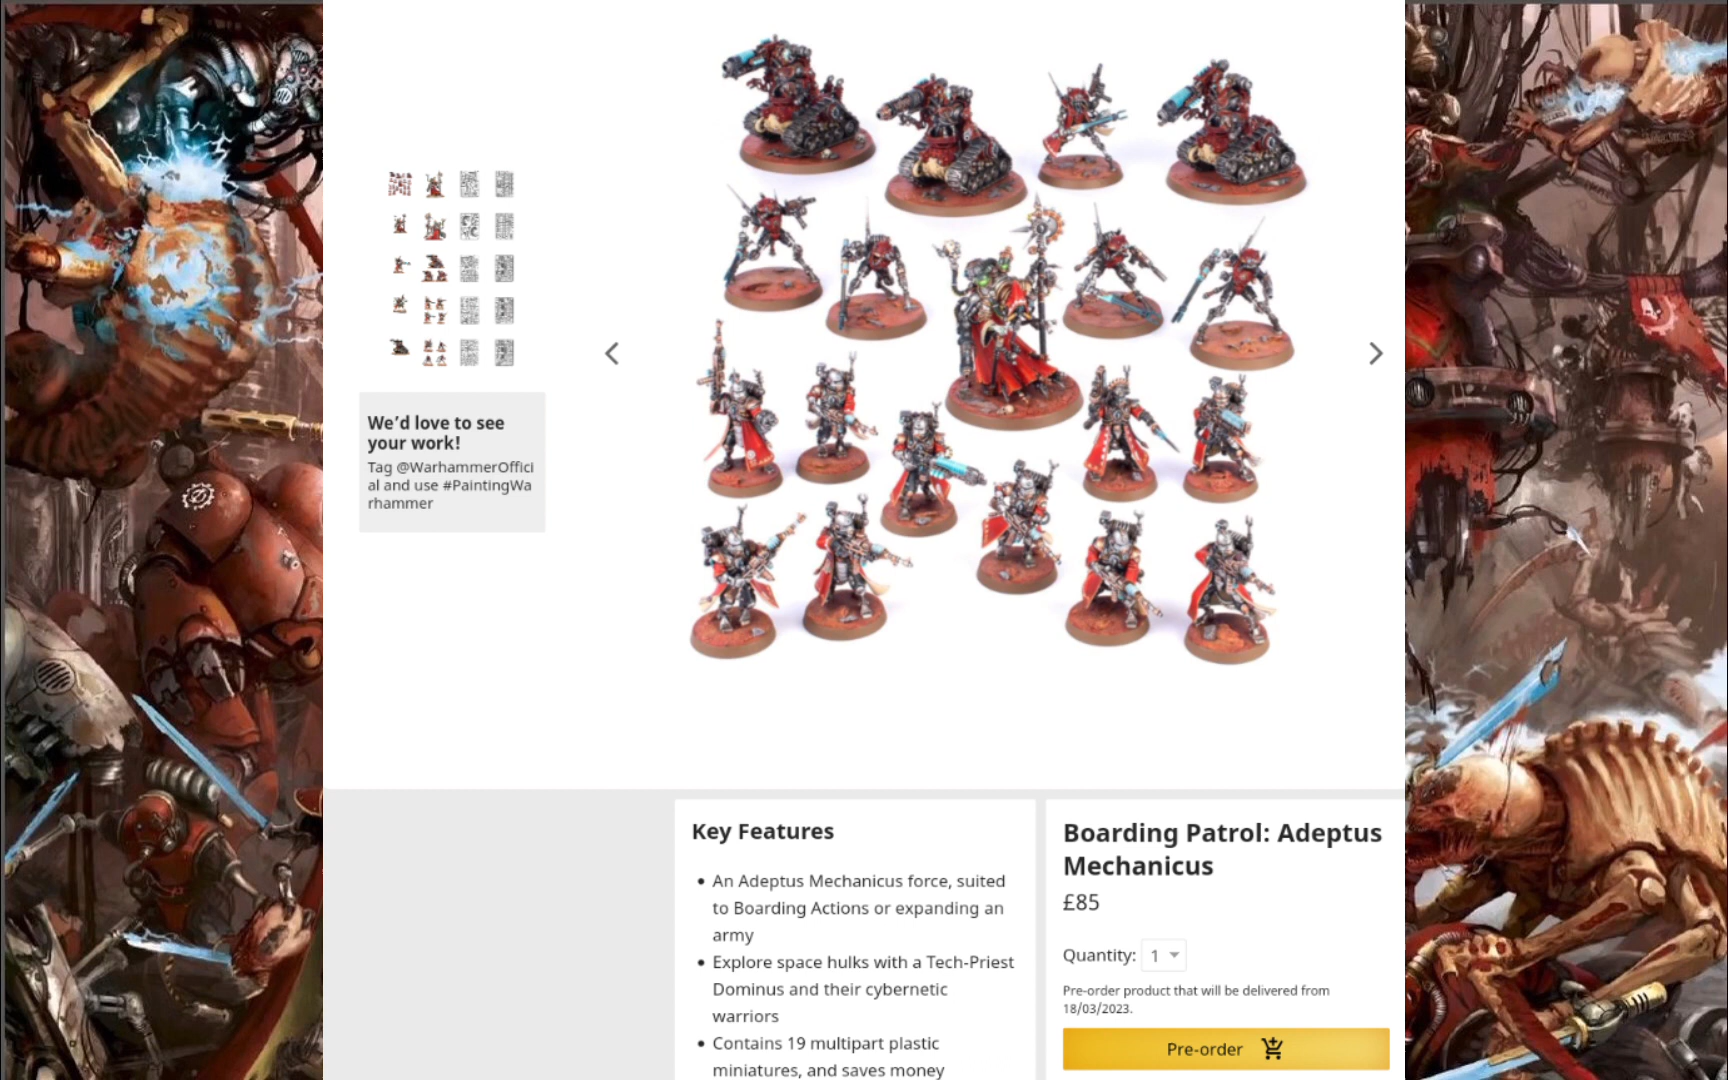 We’d love to see
your work!
Tag @WarhammerOffici
al and use #PaintingWa
rhammer
Key Features
• An Adeptus Mechanicus force, suited
to Boarding Actions or expanding an
army
• Explore space hulks with a Tech-Priest
Dominus and their cybernetic
warriors
• Contains 19 multipart plastic
miniatures, and saves money
Boarding Patrol: Adeptus
Mechanicus
£85
Quantity: 1
Pre-order product that will be delivered from
18/03/2023.
Pre-order